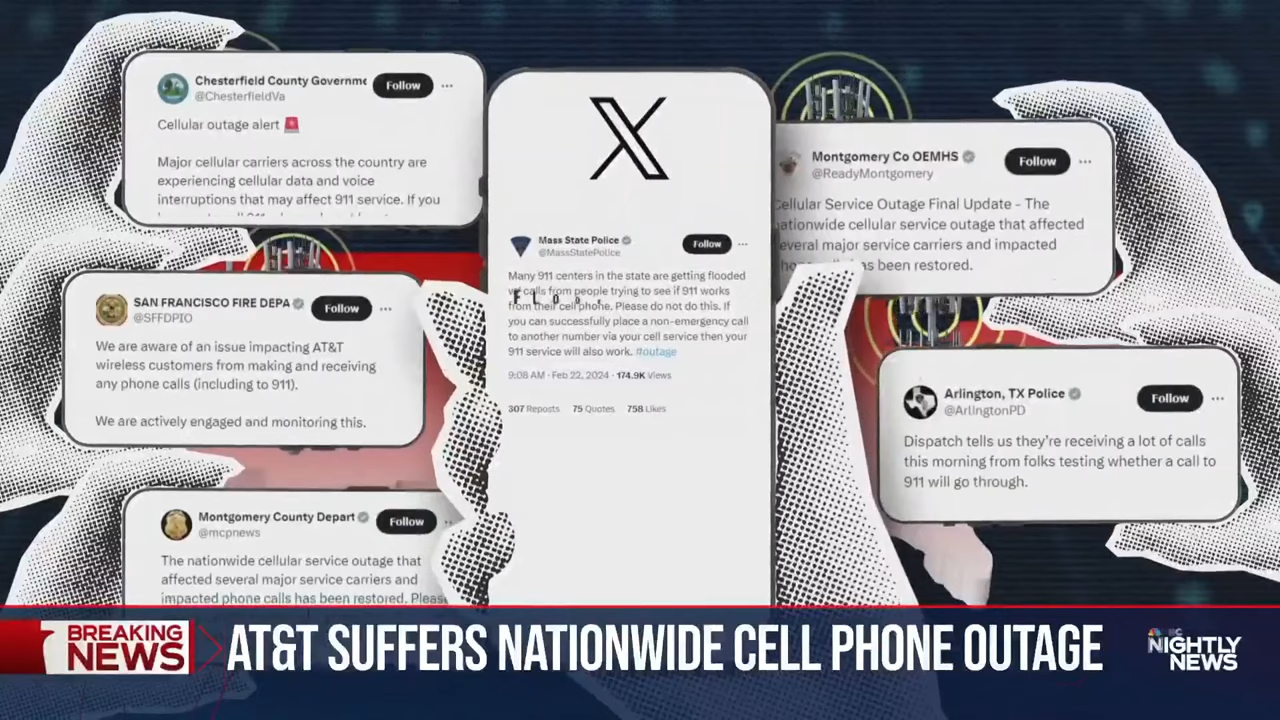 Chesterfield County Governme
Follow
@ChesterfieldVa
Cellular outage alert 🚨
Major cellular carriers across the country are
experiencing cellular data and voice
interruptions that may affect 911 service. If you
SAN FRANCISCO FIRE DEPA
Follow
@SFFDPIO
We are aware of an issue impacting AT&T
wireless customers from making and receiving
any phone calls (including to 911).
We are actively engaged and monitoring this.
Montgomery County Depart
Follow
@mcpnews
The nationwide cellular service outage that
affected several major service carriers and
impacted phone calls has been restored. Please
X
Mass State Police
Follow
@MassStatePolice
Many 911 centers in the state are getting flooded
calls from people trying to see if 911 works
from their cell phone. Please do not do this. If
you can successfully place a non-emergency call
to another number via your cell service then your
911 service will also work. #outage
9:08 AM · Feb 22, 2024 · 174.9K Views
307 Reposts 75 Quotes 758 Likes
Montgomery Co OEMHS
Follow
@ReadyMontgomery
Cellular Service Outage Final Update - The
nationwide cellular service outage that affected
several major service carriers and impacted
has been restored.
Arlington, TX Police
Follow
@ArlingtonPD
Dispatch tells us they're receiving a lot of calls
this morning from folks testing whether a call to
911 will go through.
BREAKING
NEWS
AT&T SUFFERS NATIONWIDE CELL PHONE OUTAGE
NBC
NIGHTLY
NEWS